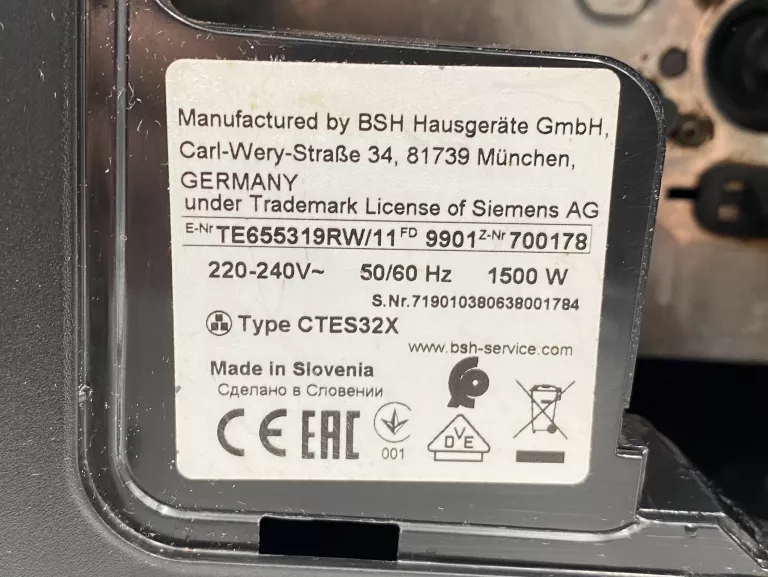 Manufactured by BSH Hausgeräte GmbH,
Carl-Wery-Straße 34, 81739 München,
GERMANY
under Trademark License of Siemens AG
E-Nr TE655319RW/11 FD 9901 Z-Nr 700178
220-240V~ 50/60 Hz 1500 W
S.Nr.719010380638001784
Type CTES32X
www.bsh-service.com
Made in Slovenia
Сделано в Словении
CE EAC 001 DVE